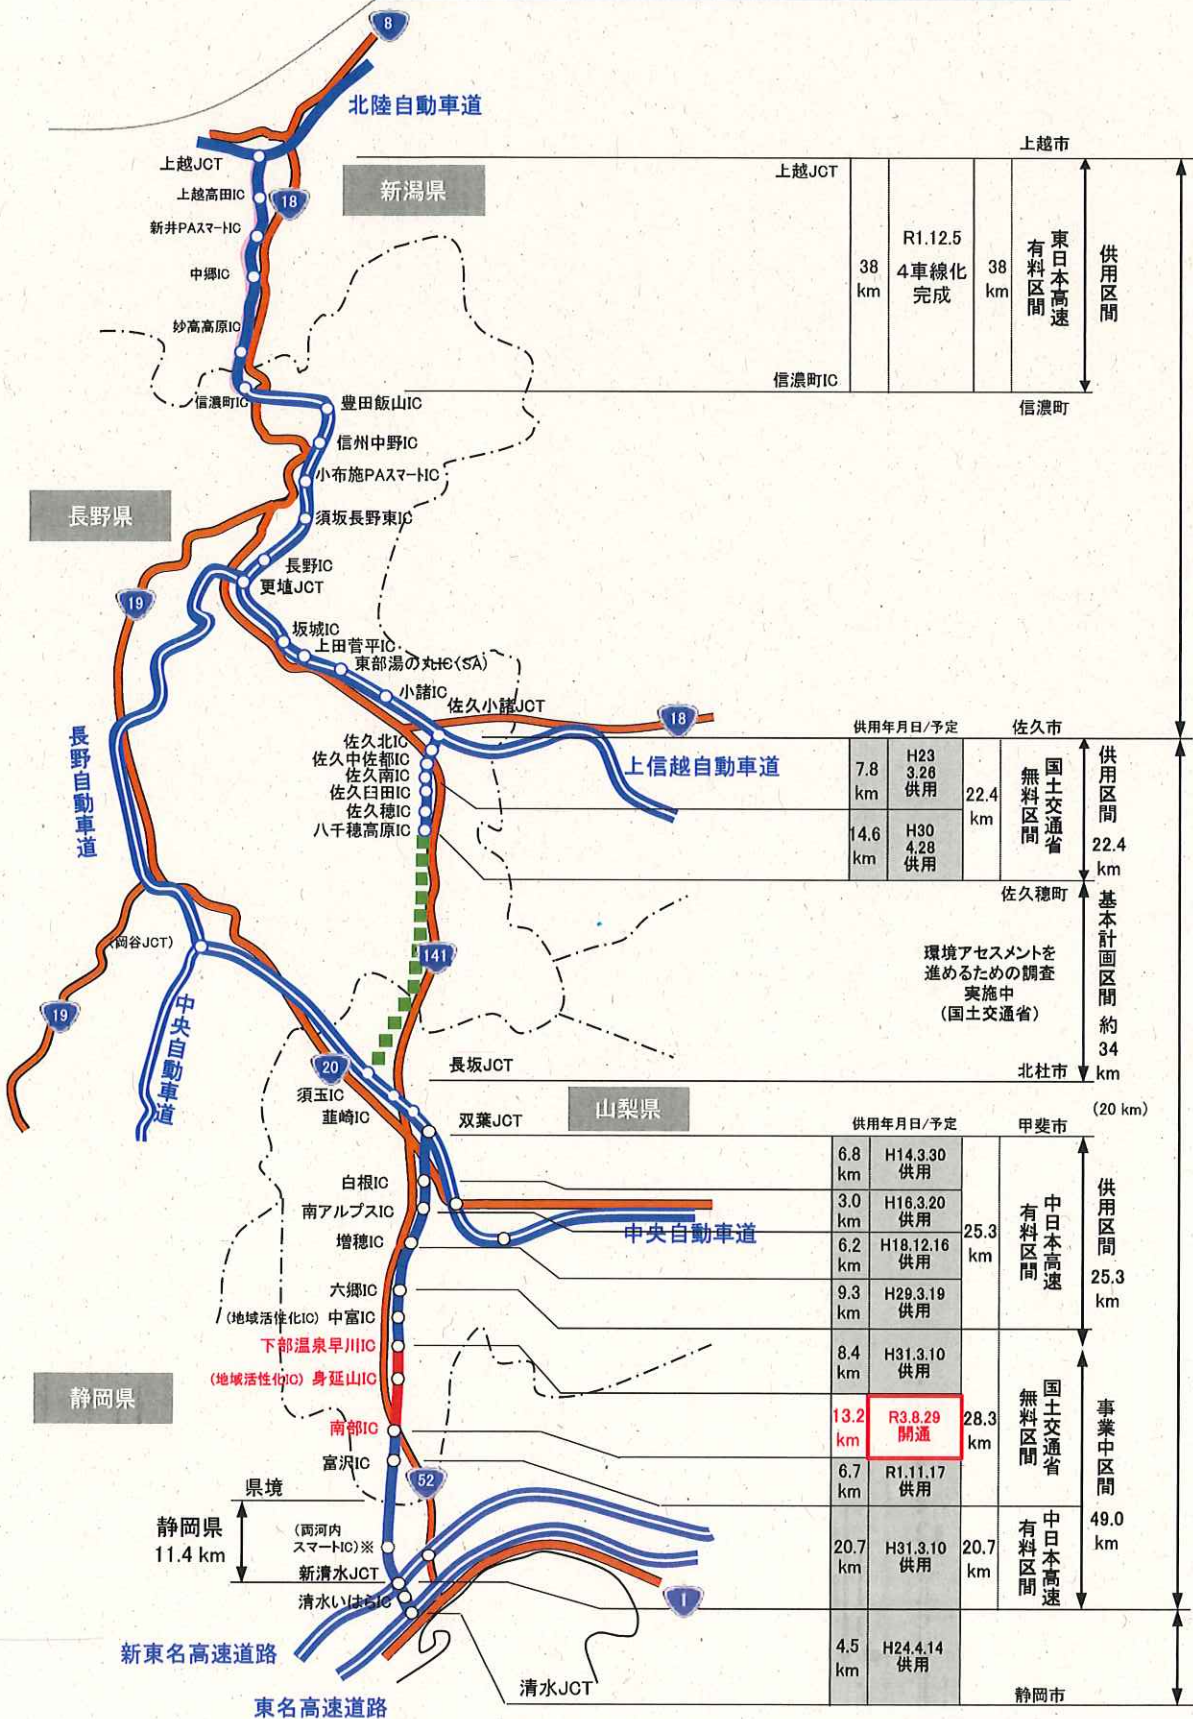 8
北陸自動車道
上越JCT
上越高田IC
18
新井PAスマートIC
中郷IC
妙高高原IC
信濃町IC
新潟県
豊田飯山IC
信州中野IC
小布施PAスマートIC
須坂長野東IC
長野県
長野IC
更埴JCT
19
坂城IC
上田菅平IC
東部湯の丸IC(SA)
小諸IC
佐久小諸JCT
18
上信越自動車道
佐久北IC
佐久中佐都IC
佐久南IC
佐久臼田IC
佐久穂IC
八千穂高原IC
長野自動車道
(岡谷JCT)
141
19
中央自動車道
20
長坂JCT
須玉IC
韮崎IC
双葉JCT
山梨県
白根IC
南アルプスIC
中央自動車道
増穂IC
六郷IC
(地域活性化IC) 中富IC
下部温泉早川IC
(地域活性化IC) 身延山IC
静岡県
南部IC
富沢IC
52
県境
静岡県
11.4 km
(両河内
スマートIC)※
新清水JCT
清水いはらIC
1
新東名高速道路
東名高速道路
清水JCT
上越市
上越JCT
38
km
R1.12.5
4車線化
完成
38
km
東日本高速
有料区間
供用区間
信濃町IC
信濃町
供用年月日/予定
佐久市
7.8
km
H23
3.26
供用
14.6
km
H30
4.28
供用
22.4
km
国土交通省
無料区間
供用区間
22.4
km
佐久穂町
環境アセスメントを
進めるための調査
実施中
(国土交通省)
基本計画区間
約
34
km
北杜市
(20 km)
供用年月日/予定
甲斐市
6.8
km
H14.3.30
供用
3.0
km
H16.3.20
供用
6.2
km
H18.12.16
供用
9.3
km
H29.3.19
供用
25.3
km
中日本高速
有料区間
供用区間
25.3
km
8.4
km
H31.3.10
供用
13.2
km
R3.8.29
開通
6.7
km
R1.11.17
供用
28.3
km
国土交通省
無料区間
事業中区間
49.0
km
20.7
km
H31.3.10
供用
20.7
km
中日本高速
有料区間
4.5
km
H24.4.14
供用
静岡市